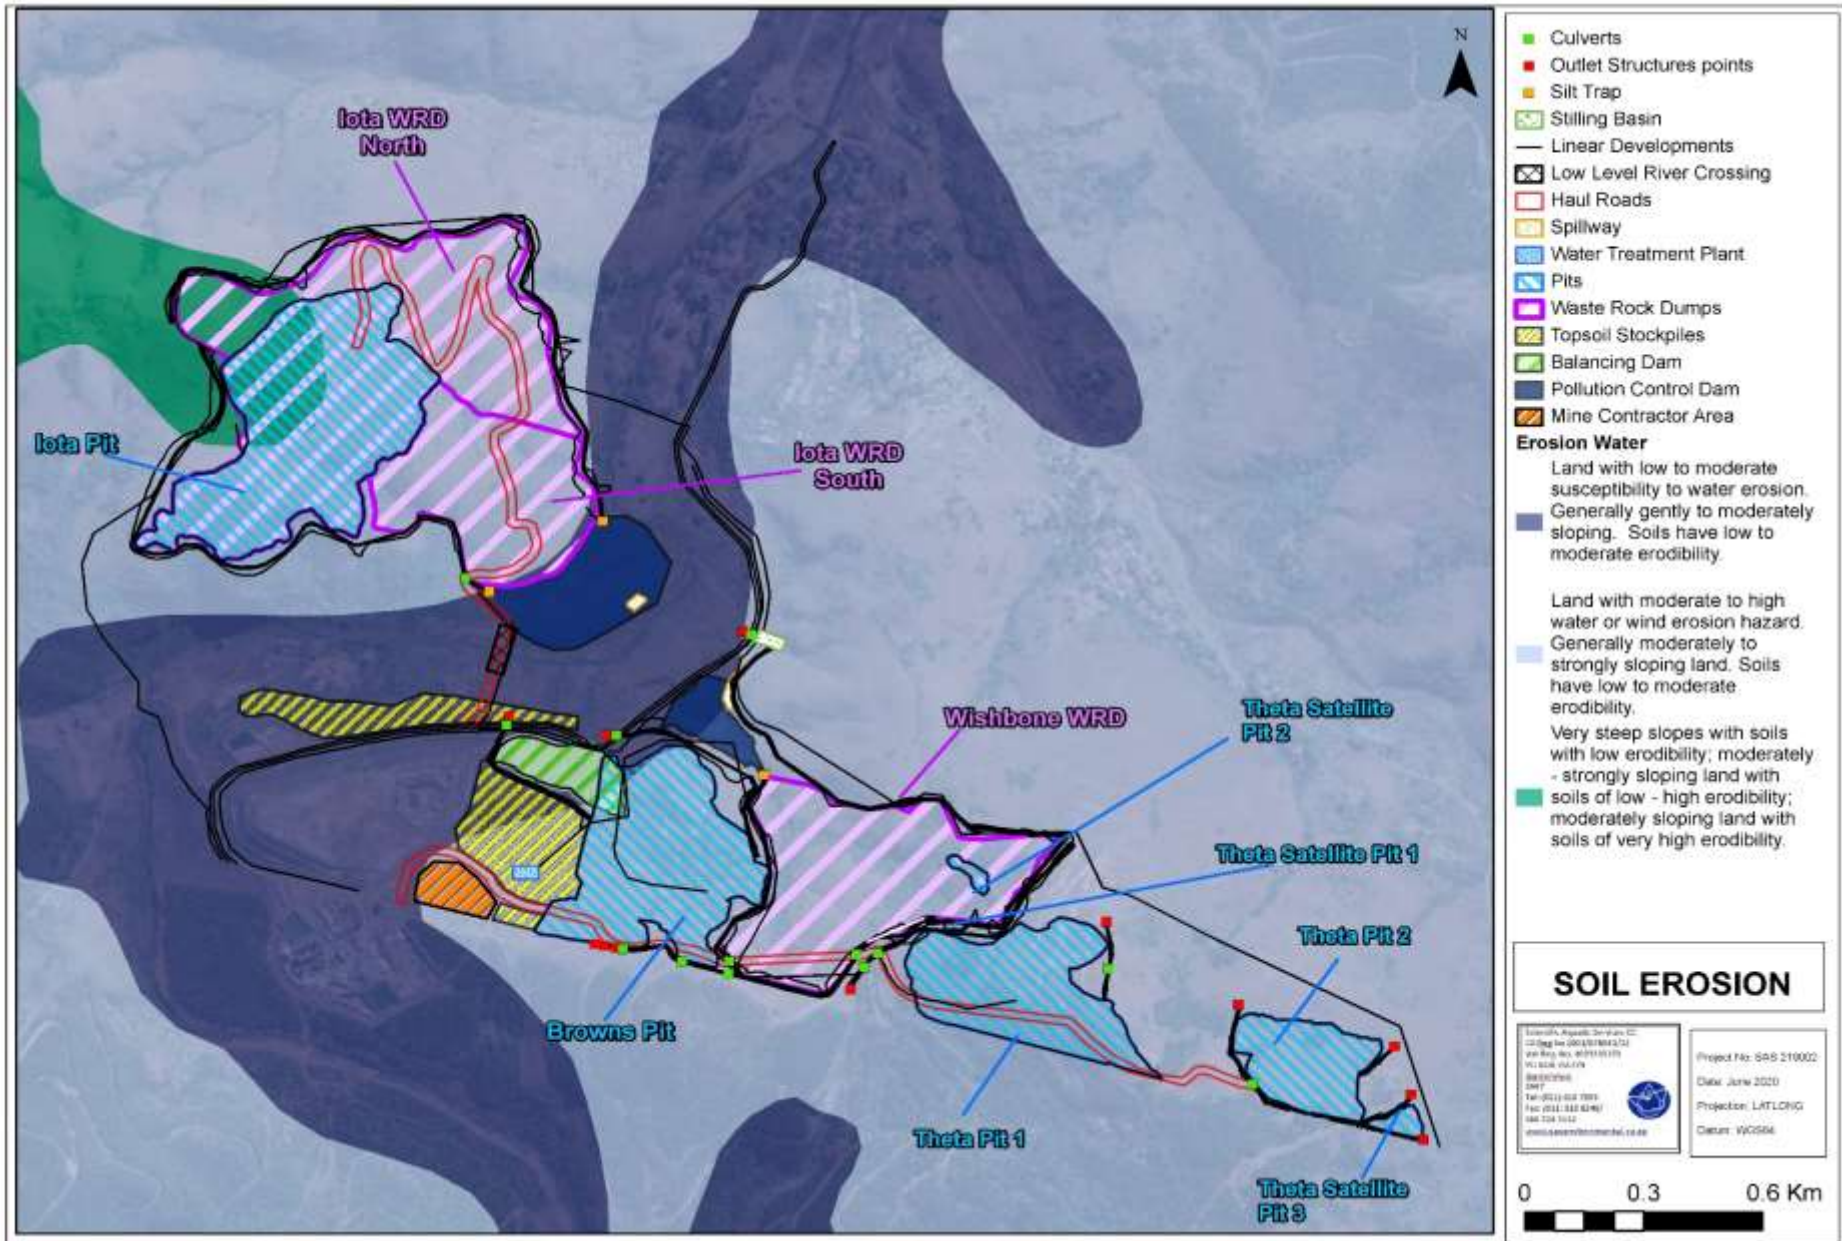 N
Iota WRD
North
Iota Pit
Iota WRD
South
Wishbone WRD
Theta Satellite
Pit 2
Theta Satellite Pit 1
Theta Pit 2
Browns Pit
Theta Pit 1
Theta Satellite
Pit 3
Culverts
Outlet Structures points
Silt Trap
Stilling Basin
Linear Developments
Low Level River Crossing
Haul Roads
Spillway
Water Treatment Plant
Pits
Waste Rock Dumps
Topsoil Stockpiles
Balancing Dam
Pollution Control Dam
Mine Contractor Area
Erosion Water
Land with low to moderate
susceptibility to water erosion.
Generally gently to moderately
sloping. Soils have low to
moderate erodibility.
Land with moderate to high
water or wind erosion hazard.
Generally moderately to
strongly sloping land. Soils
have low to moderate
erodibility.
Very steep slopes with soils
with low erodibility; moderately
- strongly sloping land with
soils of low - high erodibility;
moderately sloping land with
soils of very high erodibility.
SOIL EROSION
Scientific Aquatic Services CC
Project No: SAS 219002
Date: June 2020
Projection: LATLONG
Datum: WGS84
0 0.3 0.6 Km